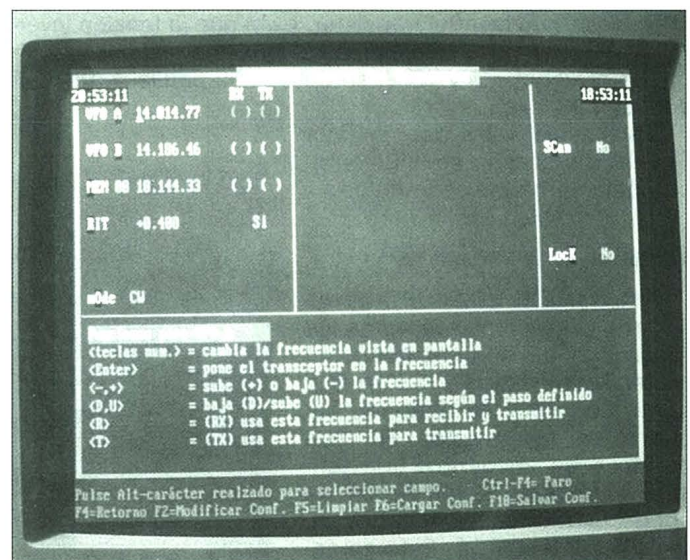 20:53:11 RX TX 18:53:11
VFO A 14.014.77 ( ) ( )
VFO B 14.106.46 ( ) ( ) SCan No
MEM 00 10.144.33 ( ) ( )
RIT +0.400 Si
LocK No
mOde CW
<teclas num.> = cambia la frecuencia vista en pantalla
<Enter> = pone el transceptor en la frecuencia
<-,+> = sube (+) o baja (-) la frecuencia
<D,U> = baja (D)/sube (U) la frecuencia según el paso definido
<R> = (RX) usa esta frecuencia para recibir y transmitir
<T> = (TX) usa esta frecuencia para transmitir
Pulse Alt-carácter realzado para seleccionar campo. Ctrl-F4= Paro
F4=Retorno F2=Modificar Conf. F5=Limpiar F6=Cargar Conf. F10=Salvar Conf.